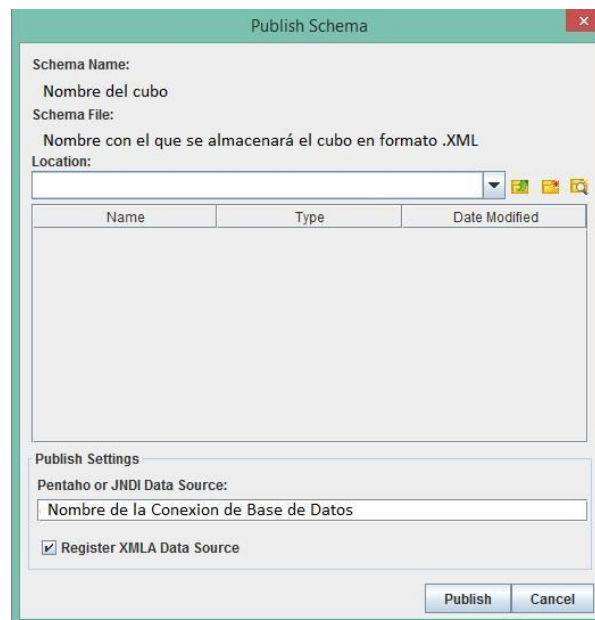 Publish Schema
Schema Name:
Nombre del cubo
Schema File:
Nombre con el que se almacenará el cubo en formato .XML
Location:
Name Type Date Modified
Publish Settings
Pentaho or JNDI Data Source:
Nombre de la Conexion de Base de Datos
Register XMLA Data Source
Publish Cancel